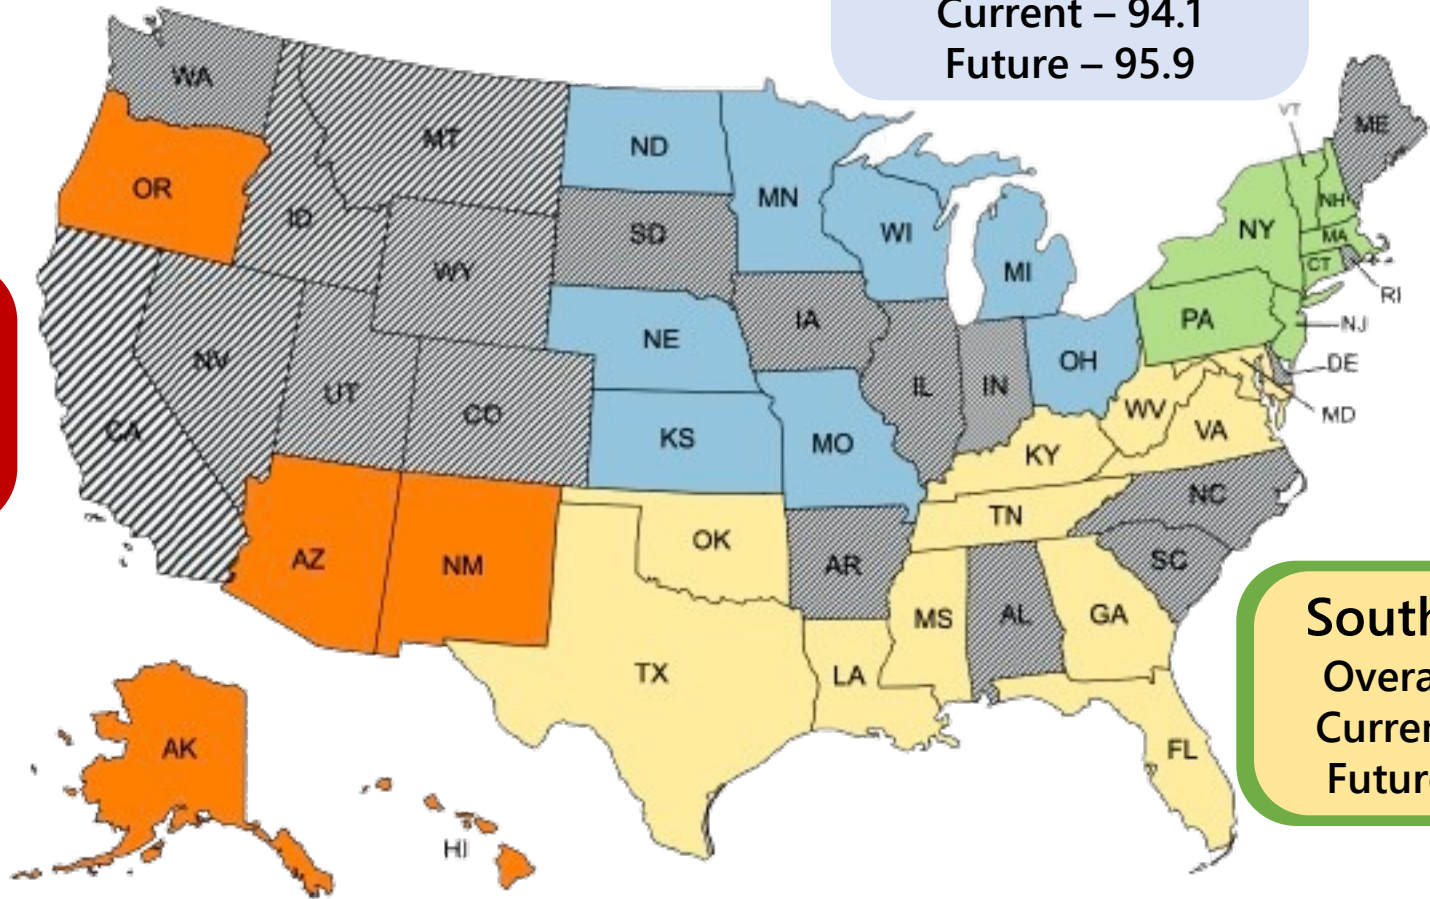 Current – 94.1
Future – 95.9
WA
MT
ND
MN
VT
ME
OR
ID
SD
WI
MI
NY
NH
MA
CT
RI
WY
NE
IA
PA
NJ
NV
UT
CO
KS
MO
IL
IN
OH
DE
MD
CA
WV
VA
KY
NC
TN
AZ
NM
OK
AR
SC
MS
AL
GA
TX
LA
FL
AK
HI
South
Overa
Curren
Futur